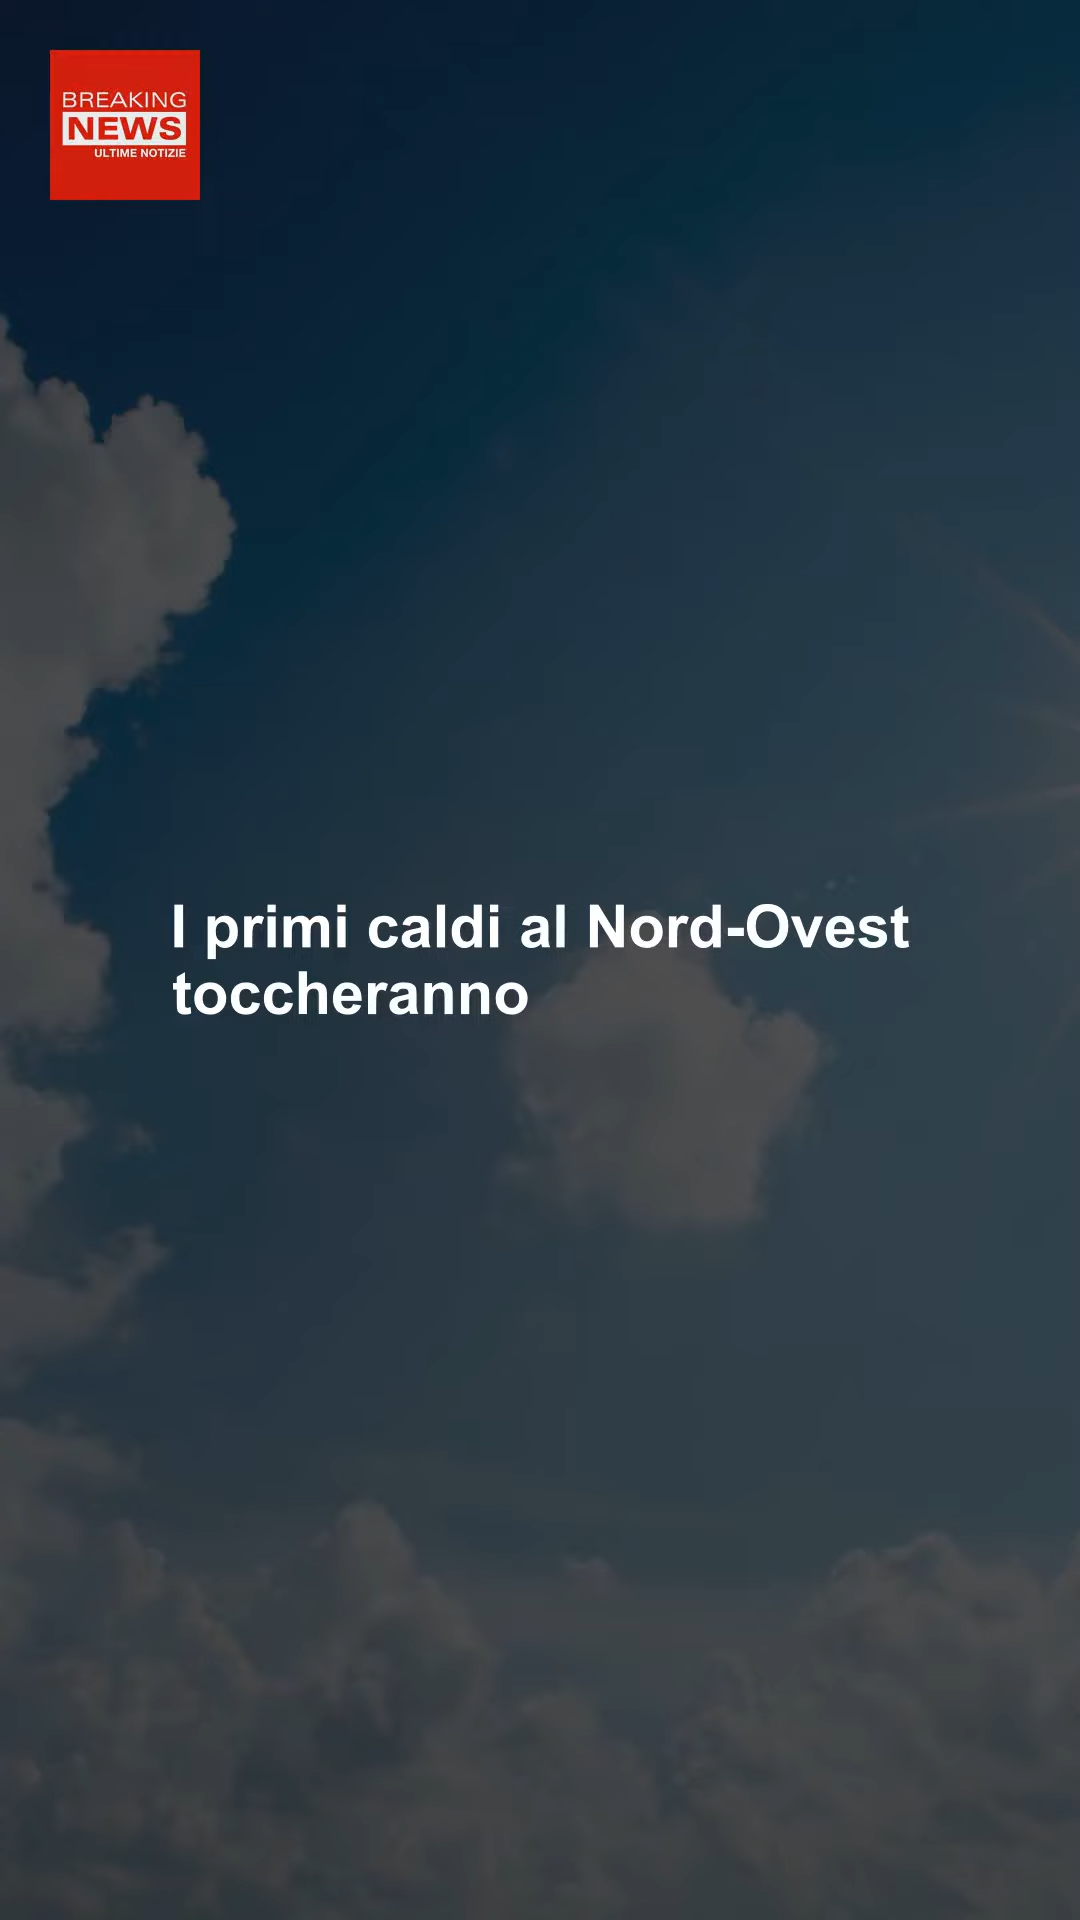 BREAKING
NEWS
ULTIME NOTIZIE
I primi caldi al Nord-Ovest
toccheranno